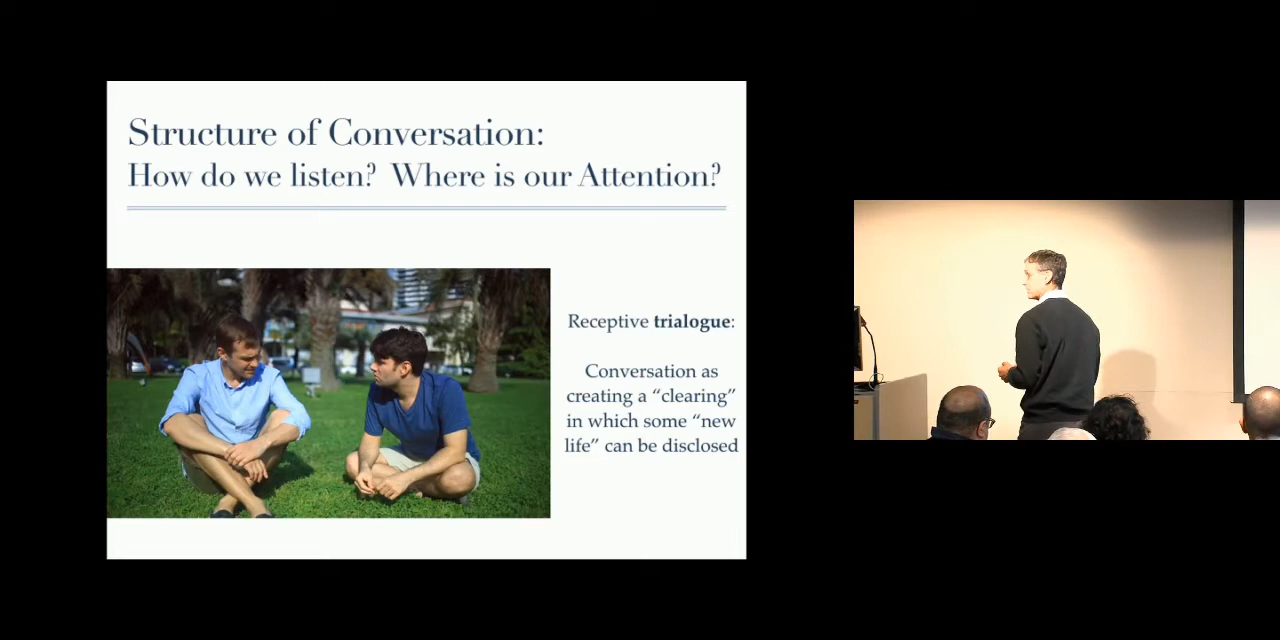 Structure of Conversation:
How do we listen? Where is our Attention?
Receptive trialogue:
Conversation as
creating a “clearing”
in which some “new
life” can be disclosed